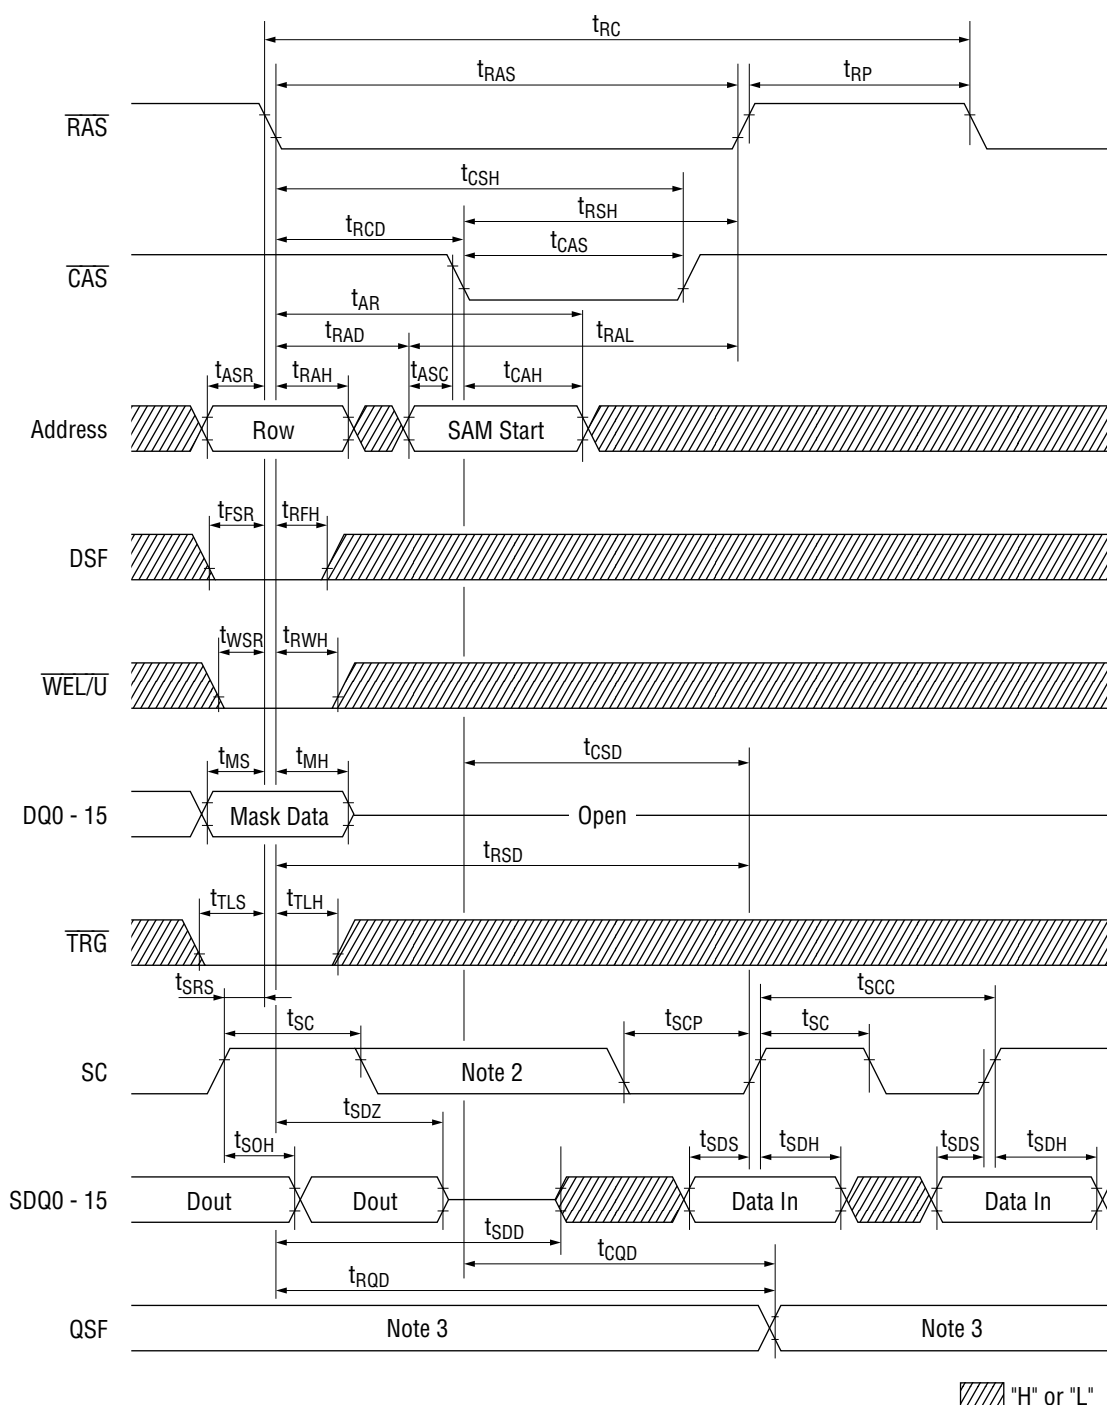 tRC
tRAS
tRP
RAS
tCSH
tRSH
tRCD
tCAS
CAS
tAR
tRAD
tRAL
tASR
tRAH
tASC
tCAH
Address
Row
SAM Start
tFSR
tRFH
DSF
tWSR
tRWH
WEL/U
tMS
tMH
tCSD
DQ0 - 15
Mask Data
Open
tRSD
tTLS
tTLH
TRG
tSRS
tSC
tSCP
tSCC
tSC
SC
Note 2
tSDZ
tSOH
tSDS
tSDH
tSDS
tSDH
SDQ0 - 15
Dout
Dout
Data In
Data In
tSDD
tCQD
tRQD
QSF
Note 3
Note 3
"H" or "L"